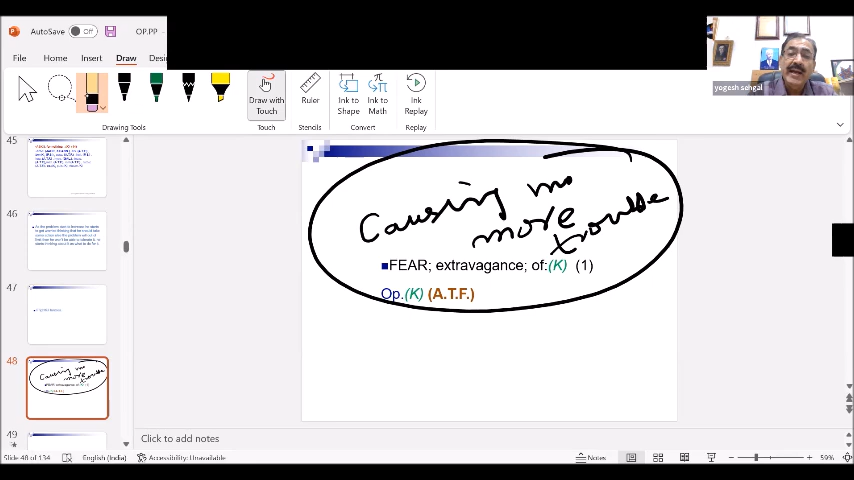 AutoSave Off OP.PP -
yogesh sehgal
File Home Insert Draw Desi
Draw with Touch
Ruler
Ink to Shape
Ink to Math
Ink Replay
Drawing Tools Touch Stencils Convert Replay
45
46
47
48
49
Causing mo
more
trouble
FEAR; extravagance; of:(K) (1)
Op.(K) (A.T.F.)
Click to add notes
Slide 48 of 134 English (India) Accessibility: Unavailable Notes 59%